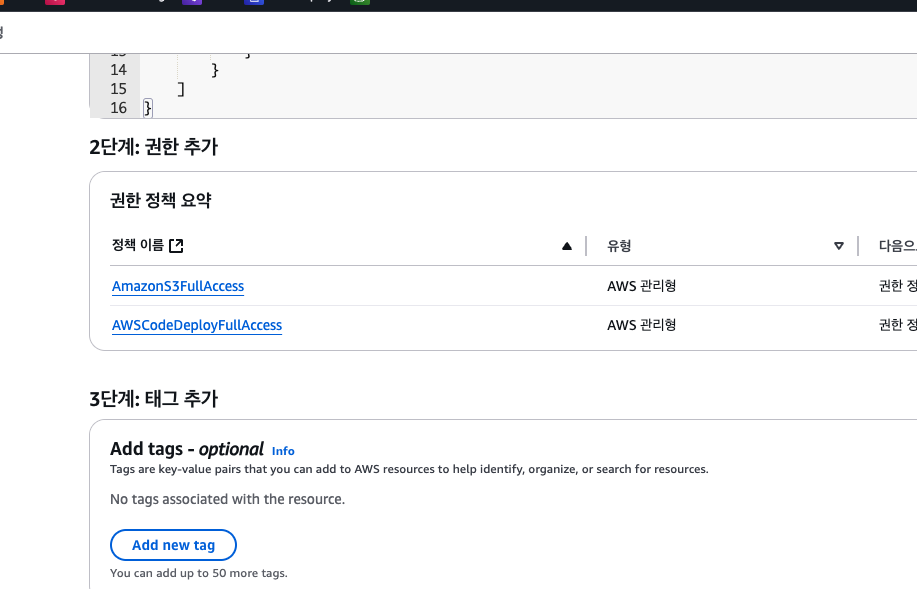 14 }
15 ]
16 }
2단계: 권한 추가
권한 정책 요약
정책 이름 ▲ 유형 ▽ 다음으
AmazonS3FullAccess AWS 관리형 권한 정
AWSCodeDeployFullAccess AWS 관리형 권한 정
3단계: 태그 추가
Add tags - optional Info
Tags are key-value pairs that you can add to AWS resources to help identify, organize, or search for resources.
No tags associated with the resource.
Add new tag
You can add up to 50 more tags.